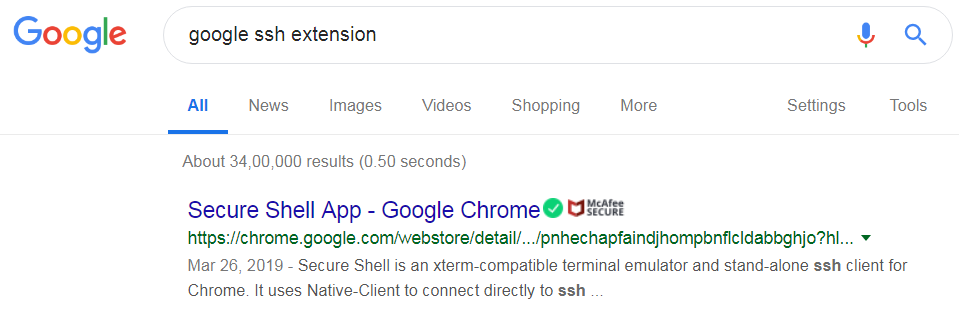 Google google ssh extension
All News Images Videos Shopping More Settings Tools
About 34,00,000 results (0.50 seconds)
Secure Shell App - Google Chrome McAfee SECURE
https://chrome.google.com/webstore/detail/.../pnhechapfaindjhompbnflcldabbghjo?hl...
Mar 26, 2019 - Secure Shell is an xterm-compatible terminal emulator and stand-alone ssh client for
Chrome. It uses Native-Client to connect directly to ssh ...